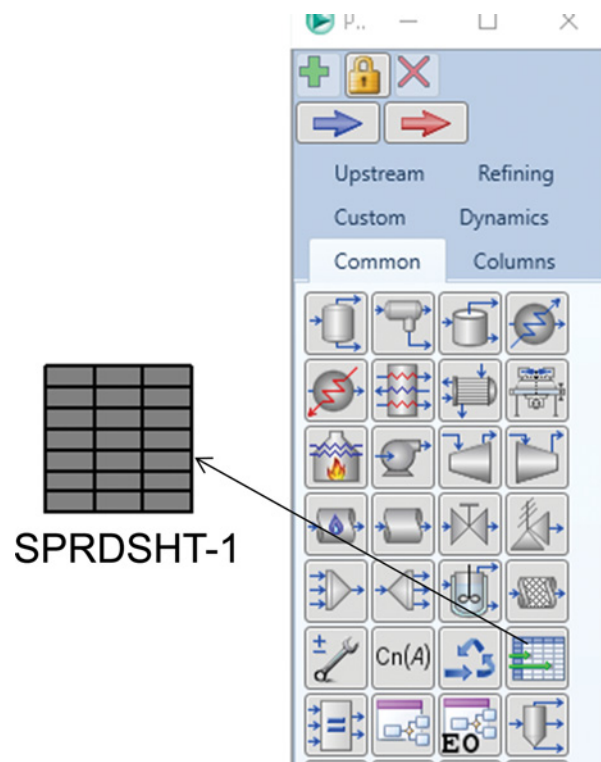 P..
Upstream Refining
Custom Dynamics
Common Columns
SPRDSHT-1
Cn(A)
EO